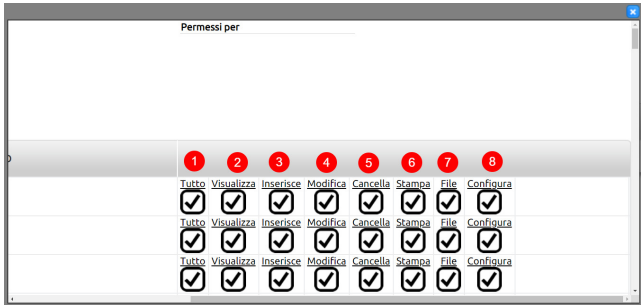 Permessi per
1 2 3 4 5 6 7 8
Tutto Visualizza Inserisce Modifica Cancella Stampa File Configura
Tutto Visualizza Inserisce Modifica Cancella Stampa File Configura
Tutto Visualizza Inserisce Modifica Cancella Stampa File Configura